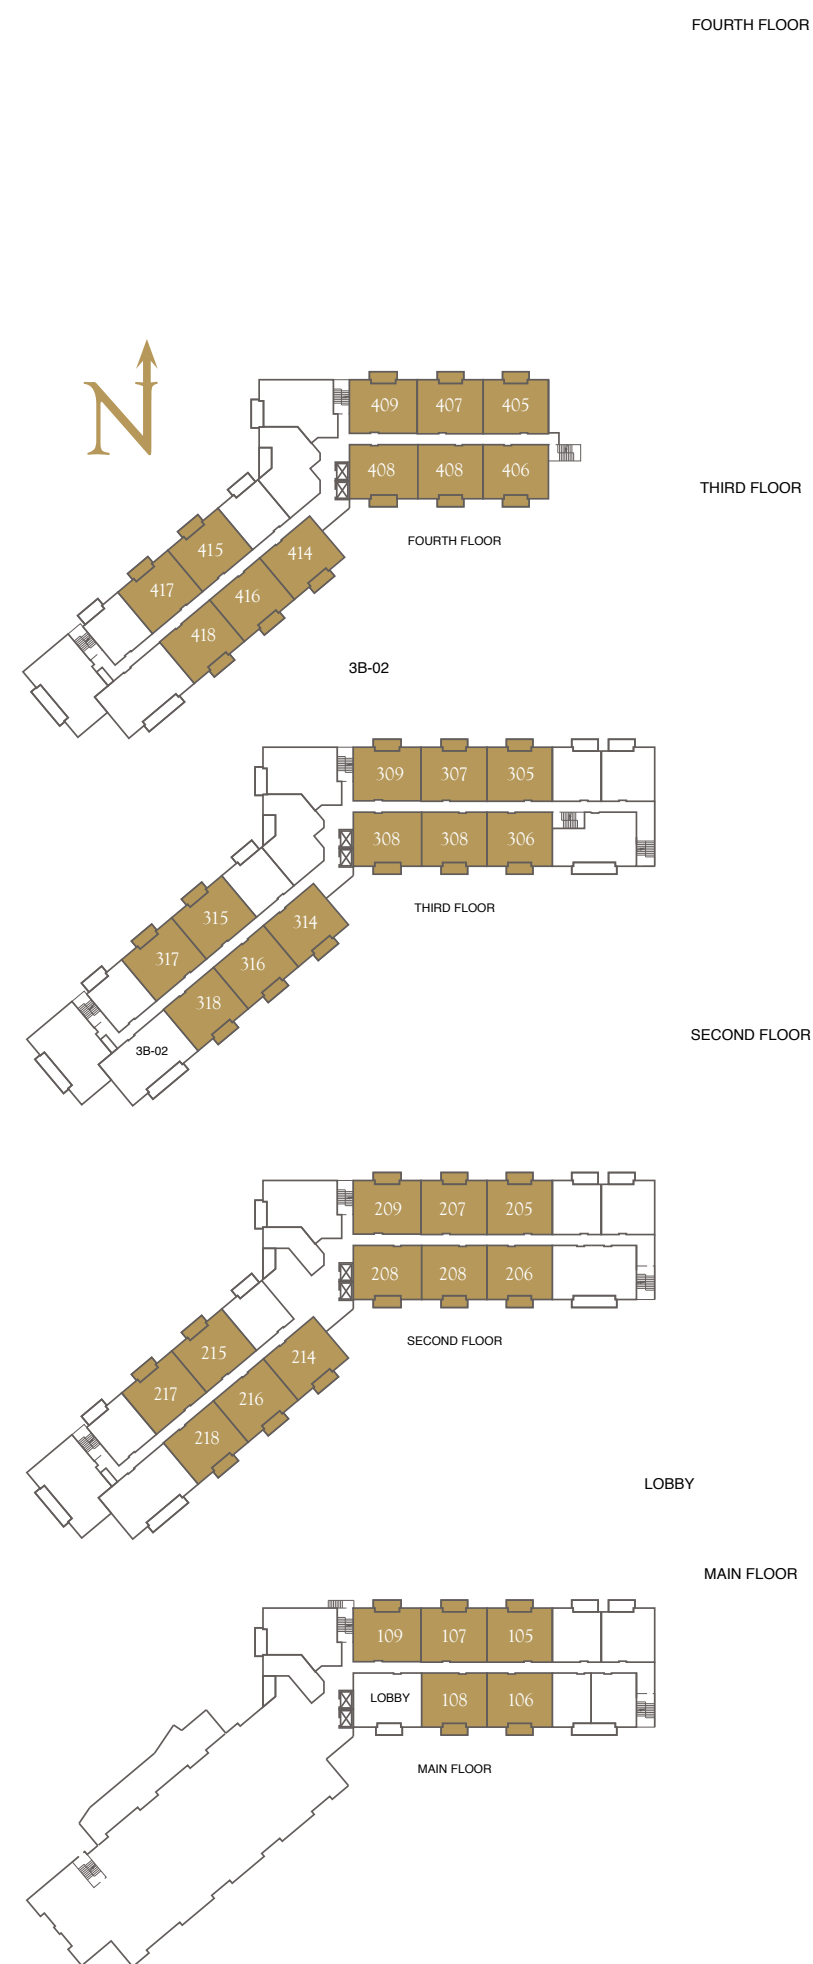 FOURTH FLOOR
N
409 407 405
408 408 406
THIRD FLOOR
FOURTH FLOOR
415 414
417 416
418
3B-02
309 307 305
308 308 306
THIRD FLOOR
315 314
317 316
318
SECOND FLOOR
3B-02
209 207 205
208 208 206
SECOND FLOOR
215 214
217 216
218
LOBBY
MAIN FLOOR
109 107 105
LOBBY 108 106
MAIN FLOOR